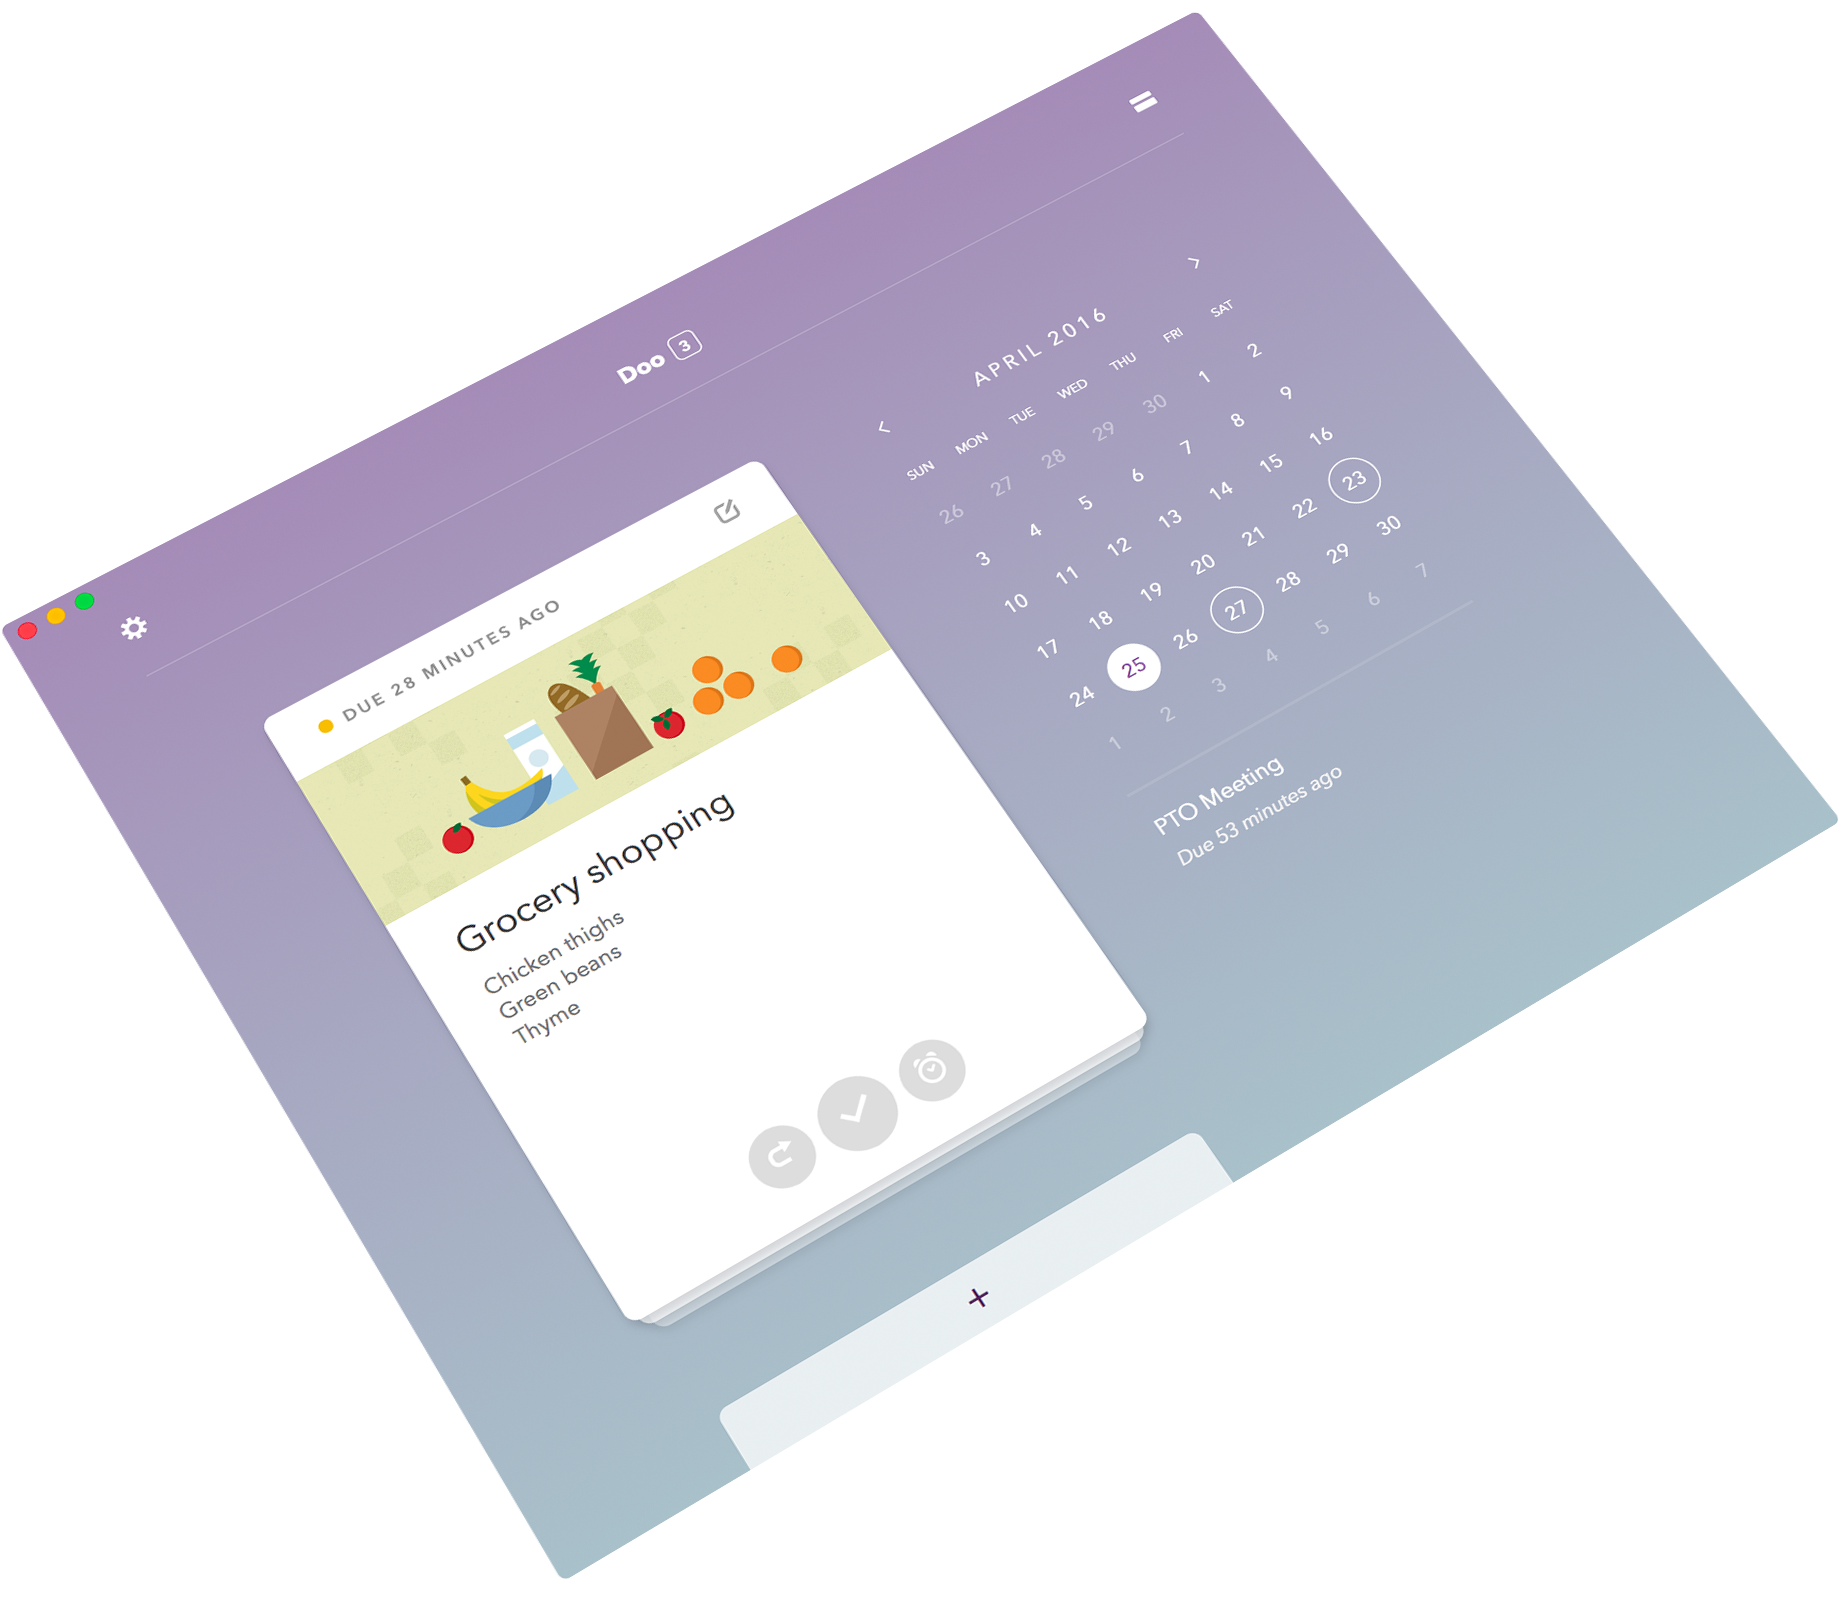 Doo 3
DUE 28 MINUTES AGO
Grocery shopping
Chicken thighs
Green beans
Thyme
< APRIL 2016 >
SUN MON TUE WED THU FRI SAT
26 27 28 29 30 1 2
3 4 5 6 7 8 9
10 11 12 13 14 15 16
17 18 19 20 21 22 23
24 25 26 27 28 29 30
1 2 3 4 5 6 7
PTO Meeting
Due 53 minutes ago
+